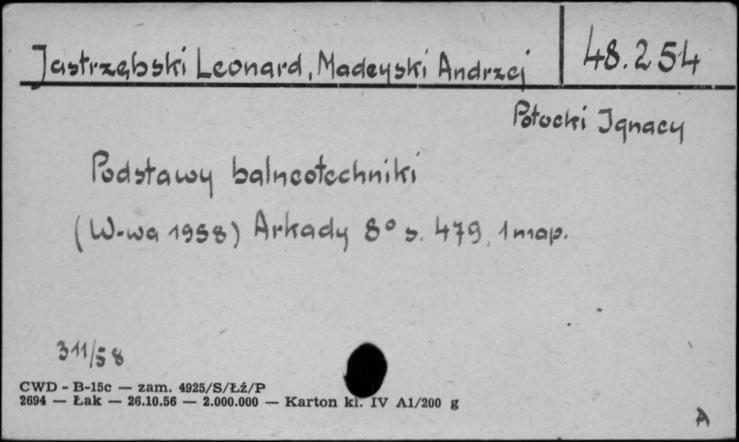 Jastrzębski Leonard, Madeyski Andrzej
48.254
Potocki Ignacy
Podstawy balneotechniki
(W-wa 1958) Arkady 8° s. 479, 1 map.
311/58
CWD - B-15c — zam. 4925/S/Łź/P
2694 — Łak — 26.10.56 — 2.000.000 — Karton kl. IV A1/200 g
A